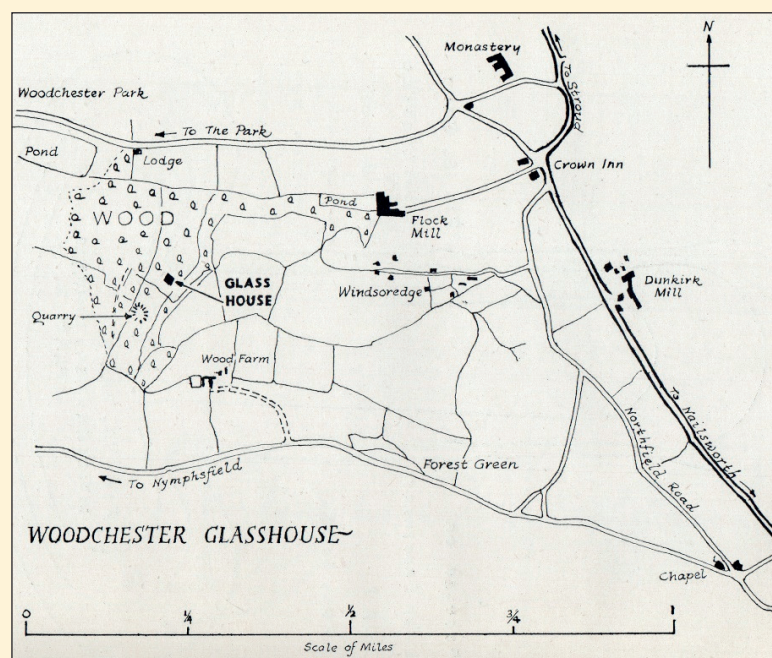 N
Monastery
To Stroud
Woodchester Park
To The Park
Pond
Lodge
Crown Inn
WOOD
Pond
Flock
Mill
GLASS
HOUSE
Windsoredge
Dunkirk
Mill
Quarry
Wood Farm
To Nailsworth
Northfield Road
Forest Green
To Nymphsfield
WOODCHESTER GLASSHOUSE
Chapel
0 1/4 1/2 3/4 1
Scale of Miles